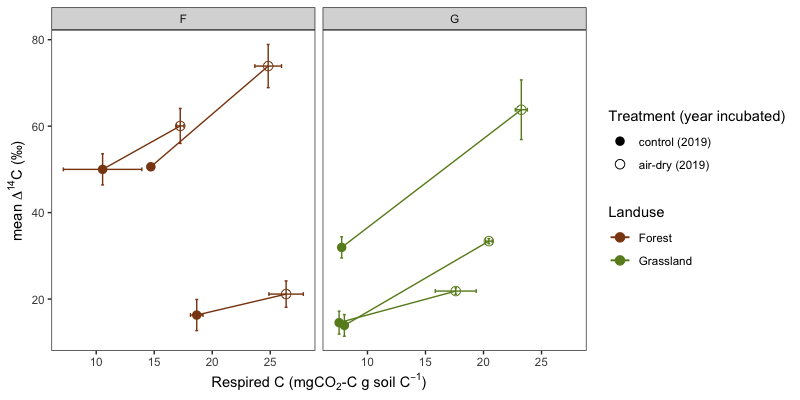 F
G
80
60
40
20
mean Δ¹⁴C (‰)
10
15
20
25
10
15
20
25
Respired C (mgCO₂-C g soil C⁻¹)
Treatment (year incubated)
control (2019)
air-dry (2019)
Landuse
Forest
Grassland